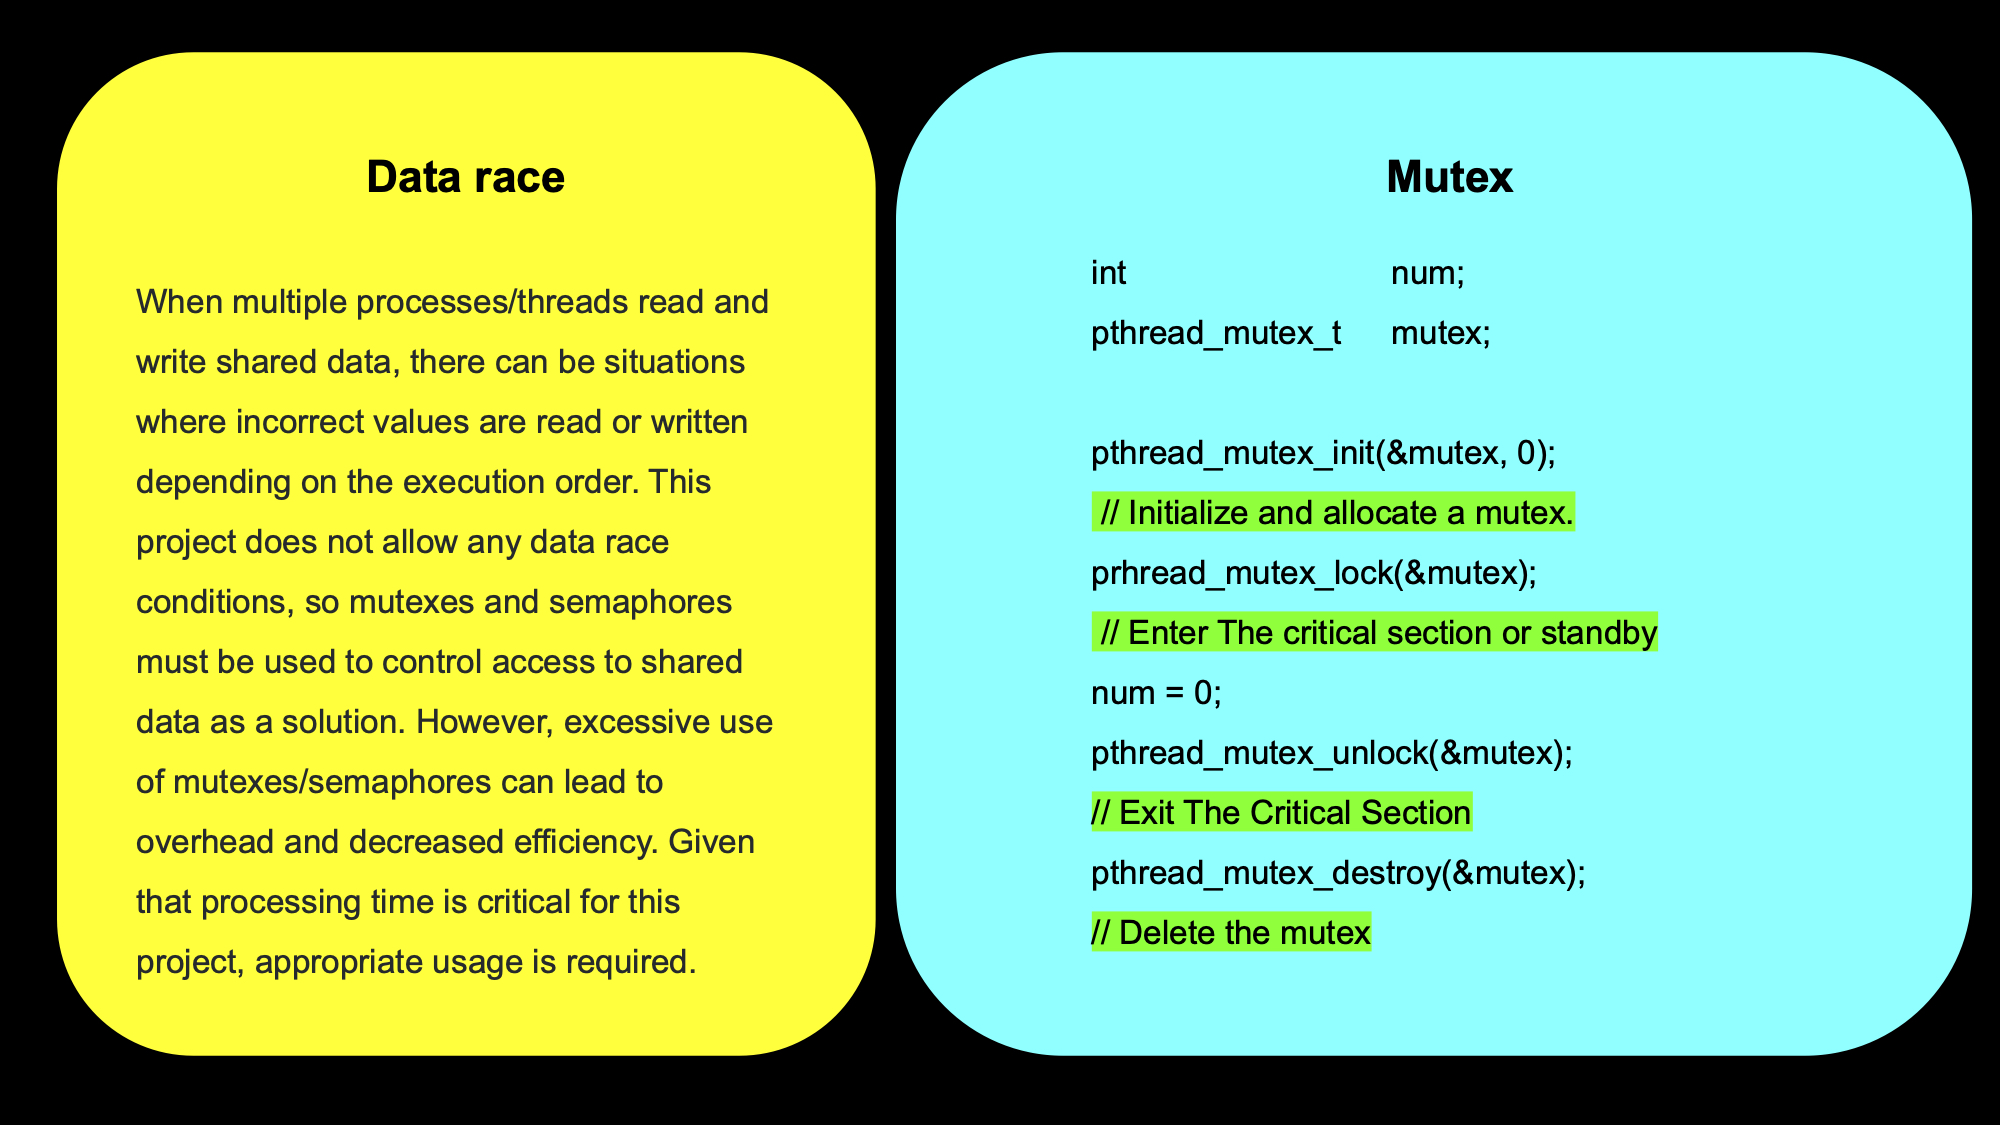 Data race
When multiple processes/threads read and
write shared data, there can be situations
where incorrect values are read or written
depending on the execution order. This
project does not allow any data race
conditions, so mutexes and semaphores
must be used to control access to shared
data as a solution. However, excessive use
of mutexes/semaphores can lead to
overhead and decreased efficiency. Given
that processing time is critical for this
project, appropriate usage is required.
Mutex
int num;
pthread_mutex_t mutex;
pthread_mutex_init(&mutex, 0);
// Initialize and allocate a mutex.
prhread_mutex_lock(&mutex);
// Enter The critical section or standby
num = 0;
pthread_mutex_unlock(&mutex);
// Exit The Critical Section
pthread_mutex_destroy(&mutex);
// Delete the mutex